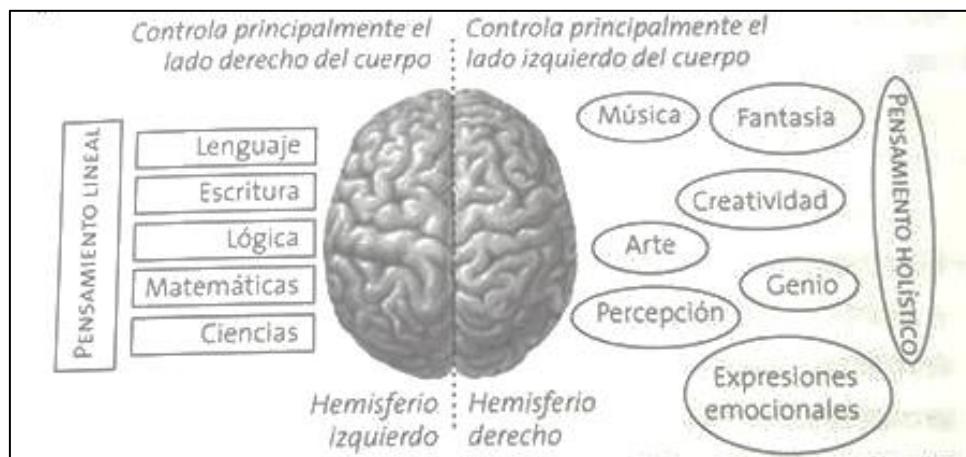 Controla principalmente el
lado derecho del cuerpo
Controla principalmente el
lado izquierdo del cuerpo
PENSAMIENTO LINEAL
Lenguaje
Escritura
Lógica
Matemáticas
Ciencias
Música
Fantasía
Creatividad
Arte
Genio
Percepción
Expresiones
emocionales
PENSAMIENTO HOLÍSTICO
Hemisferio
izquierdo
Hemisferio
derecho